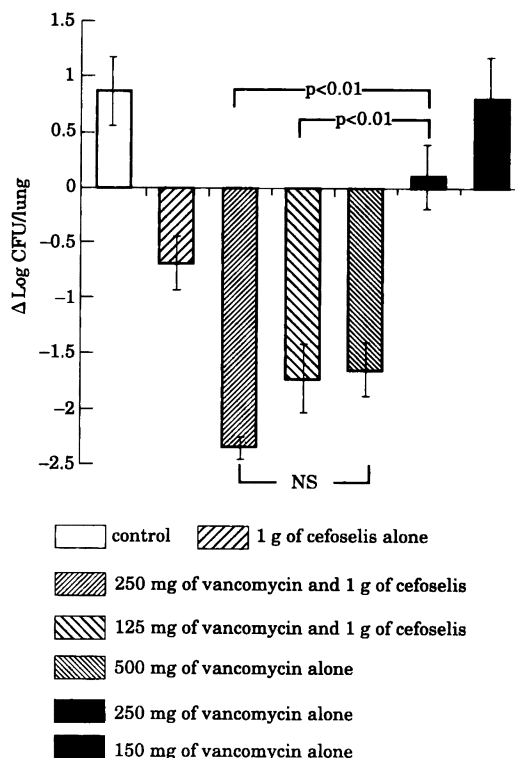 1.5
1
p<0.01
0.5
p<0.01
0
Δ Log CFU/lung
−0.5
−1
−1.5
−2
−2.5
NS
control
1 g of cefoselis alone
250 mg of vancomycin and 1 g of cefoselis
125 mg of vancomycin and 1 g of cefoselis
500 mg of vancomycin alone
250 mg of vancomycin alone
150 mg of vancomycin alone